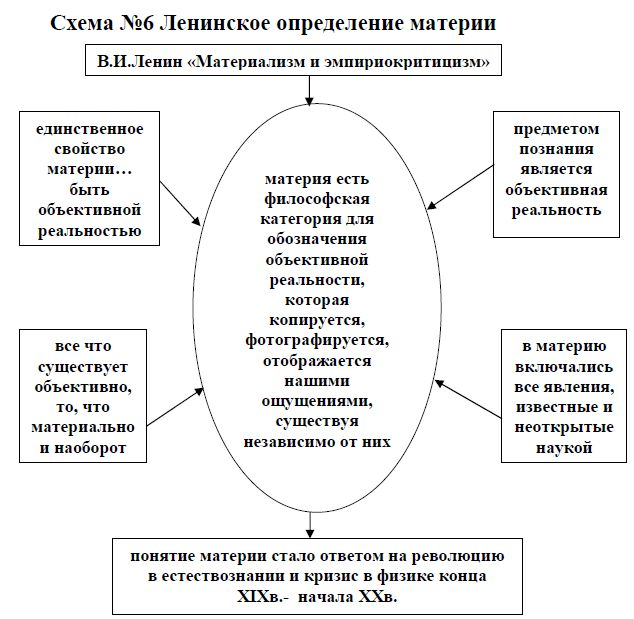 Схема №6 Ленинское определение материи
В.И.Ленин «Материализм и эмпириокритицизм»
единственное
свойство
материи…
быть
объективной
реальностью
предметом
познания
является
объективная
реальность
материя есть
философская
категория для
обозначения
объективной
реальности,
которая
копируется,
фотографируется,
отображается
нашими
ощущениями,
существуя
независимо от них
все что
существует
объективно,
то, что
материально
и наоборот
в материю
включались
все явления,
известные и
неоткрытые
наукой
понятие материи стало ответом на революцию
в естествознании и кризис в физике конца
XIXв.- начала XXв.